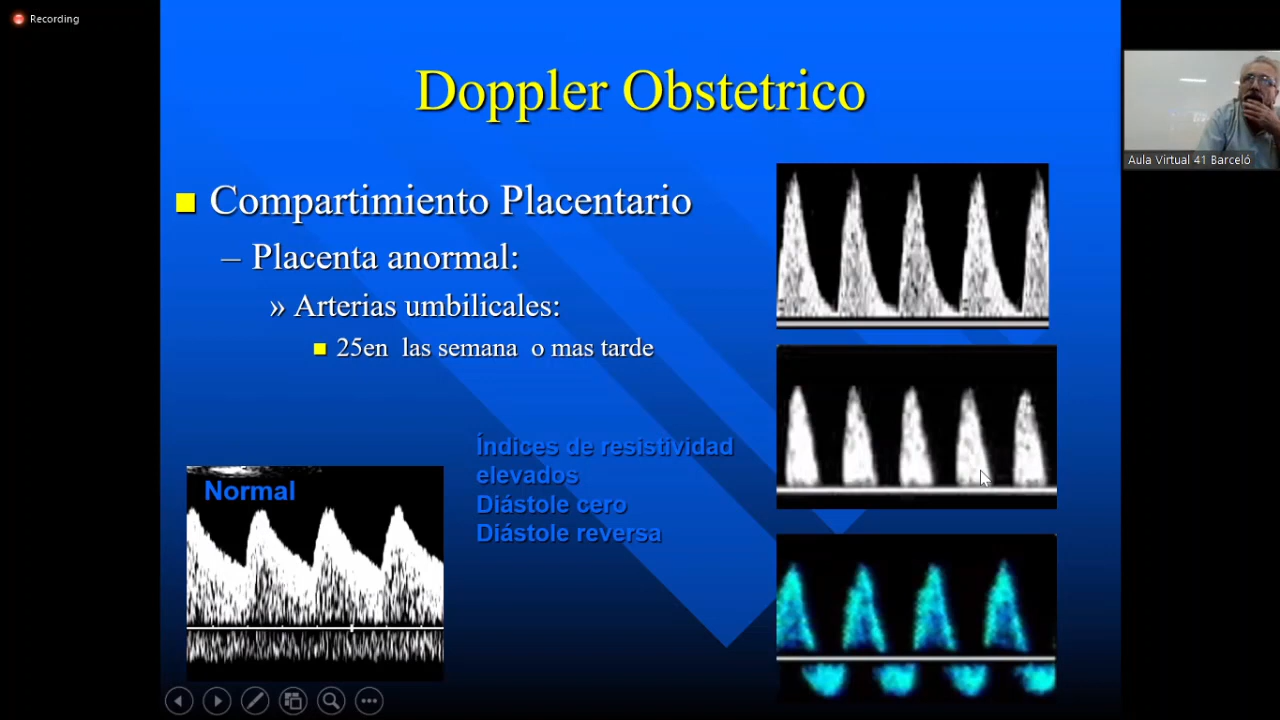 Recording
Doppler Obstetrico
Compartimiento Placentario
– Placenta anormal:
» Arterias umbilicales:
25en las semana o mas tarde
Índices de resistividad
elevados
Diástole cero
Diástole reversa
Normal
Aula Virtual 41 Barceló